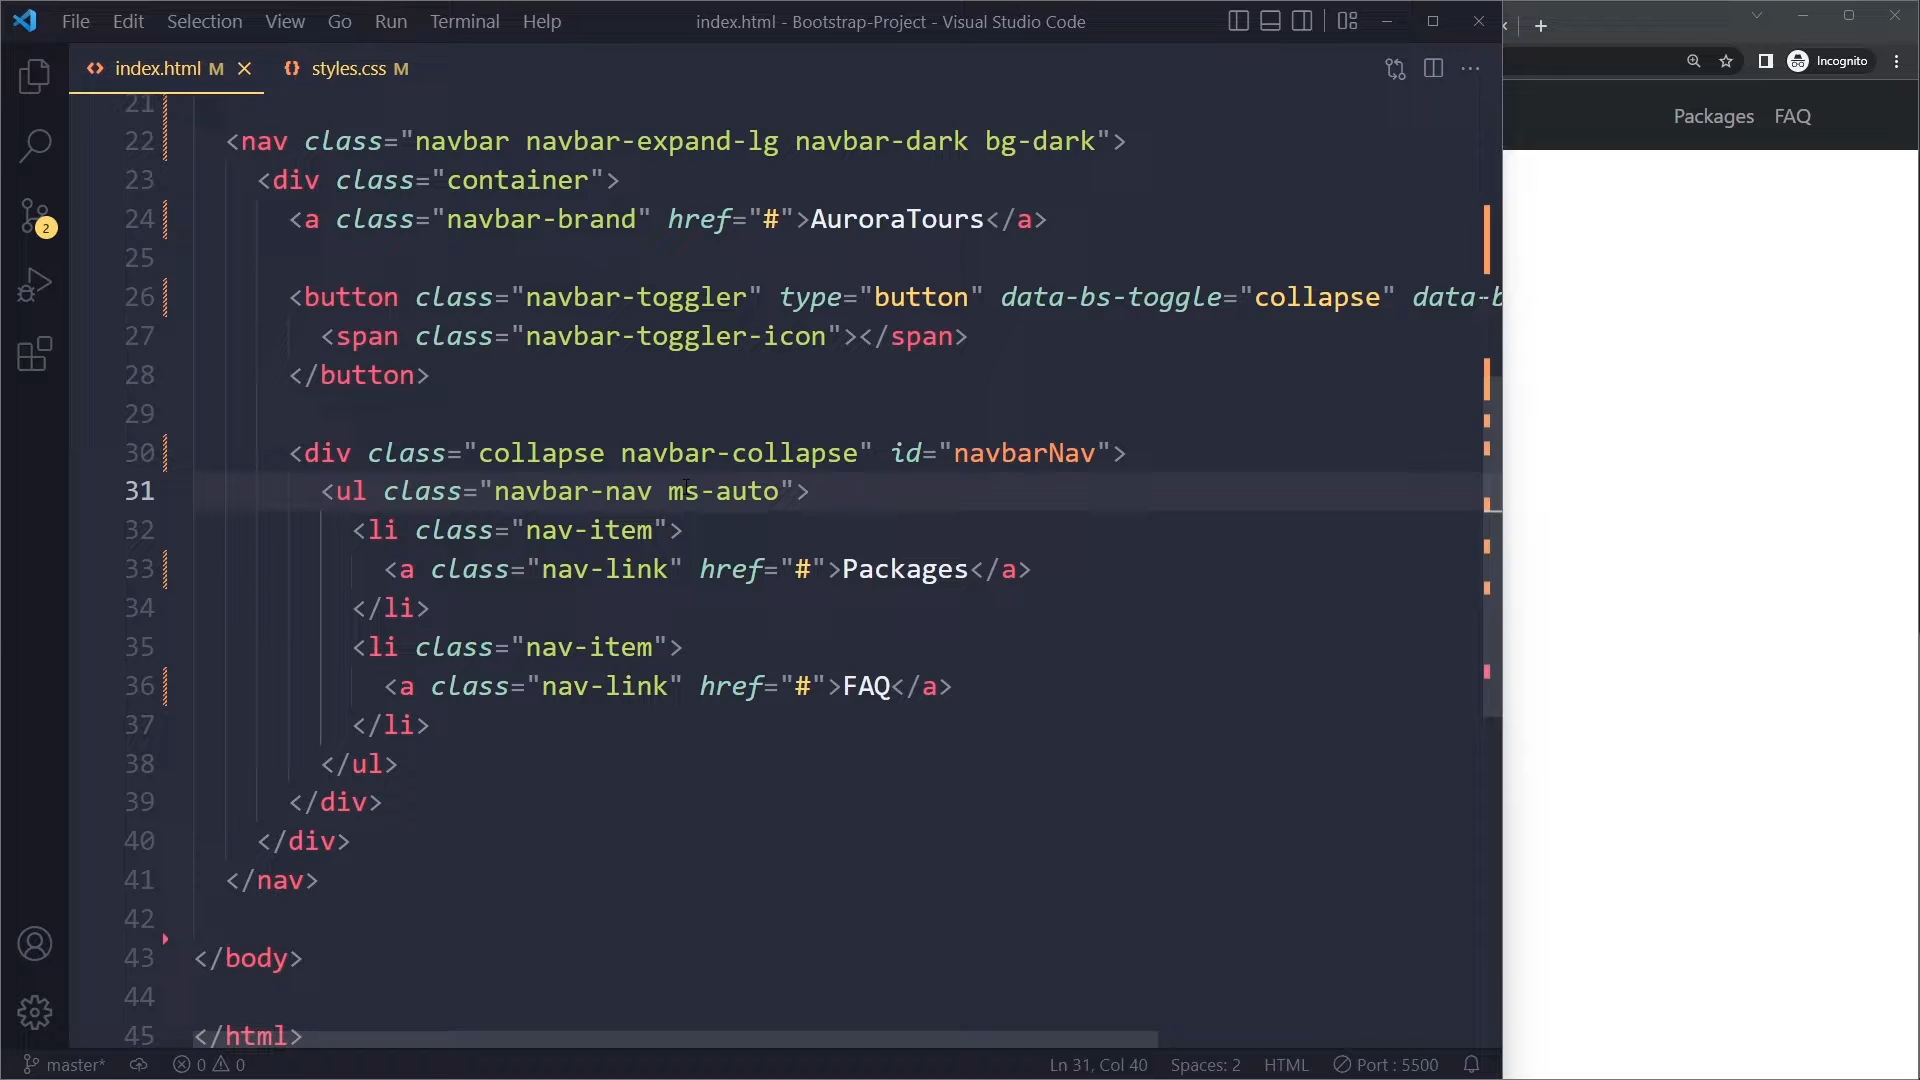 File Edit Selection View Go Run Terminal Help index.html - Bootstrap-Project - Visual Studio Code
Incognito
index.html M styles.css M
Packages FAQ
21
22 <nav class="navbar navbar-expand-lg navbar-dark bg-dark">
23 <div class="container">
24 <a class="navbar-brand" href="#">AuroraTours</a>
25
26 <button class="navbar-toggler" type="button" data-bs-toggle="collapse" data-b
27 <span class="navbar-toggler-icon"></span>
28 </button>
29
30 <div class="collapse navbar-collapse" id="navbarNav">
31 <ul class="navbar-nav ms-auto">
32 <li class="nav-item">
33 <a class="nav-link" href="#">Packages</a>
34 </li>
35 <li class="nav-item">
36 <a class="nav-link" href="#">FAQ</a>
37 </li>
38 </ul>
39 </div>
40 </div>
41 </nav>
42
43 </body>
44
45 </html>
2
master* 0 0 Ln 31, Col 40 Spaces: 2 HTML Port : 5500